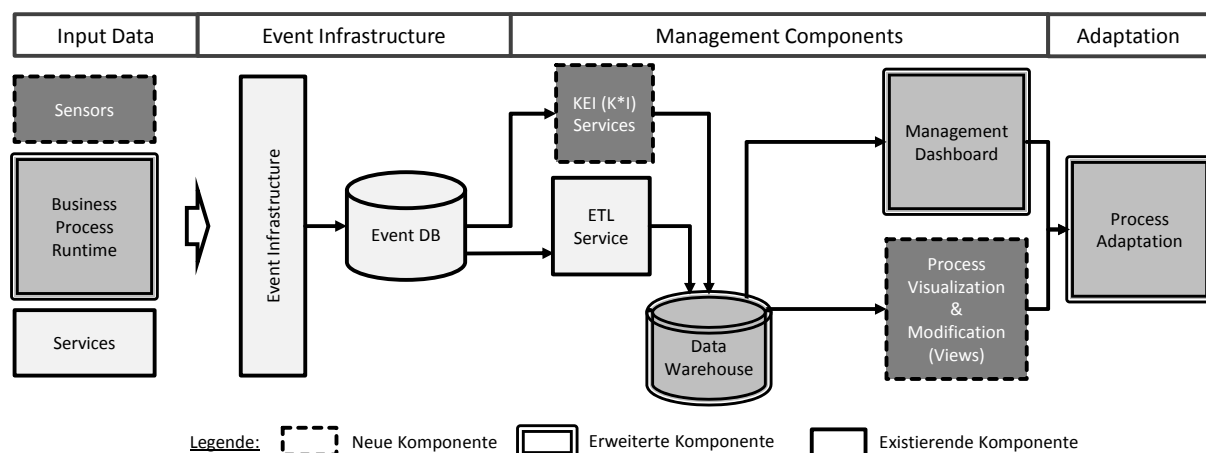 Input Data
Event Infrastructure
Management Components
Adaptation
Sensors
Business
Process
Runtime
Services
Event Infrastructure
Event DB
KEI (K*I)
Services
ETL
Service
Data
Warehouse
Management
Dashboard
Process
Visualization
&
Modification
(Views)
Process
Adaptation
Legende:
Neue Komponente
Erweiterte Komponente
Existierende Komponente